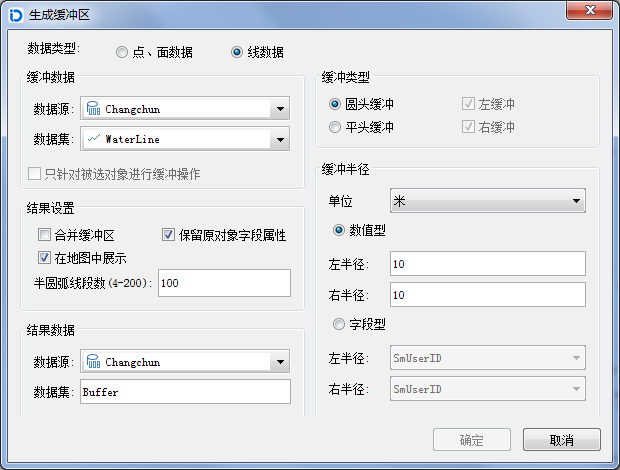 生成缓冲区
数据类型: 点、面数据 线数据
缓冲数据
数据源: Changchun
数据集: WaterLine
只针对被选对象进行缓冲操作
结果设置
合并缓冲区 保留原对象字段属性
在地图中展示
半圆弧线段数(4-200): 100
结果数据
数据源: Changchun
数据集: Buffer
缓冲类型
圆头缓冲 左缓冲
平头缓冲 右缓冲
缓冲半径
单位 米
数值型
左半径: 10
右半径: 10
字段型
左半径: SmUserID
右半径: SmUserID
确定 取消